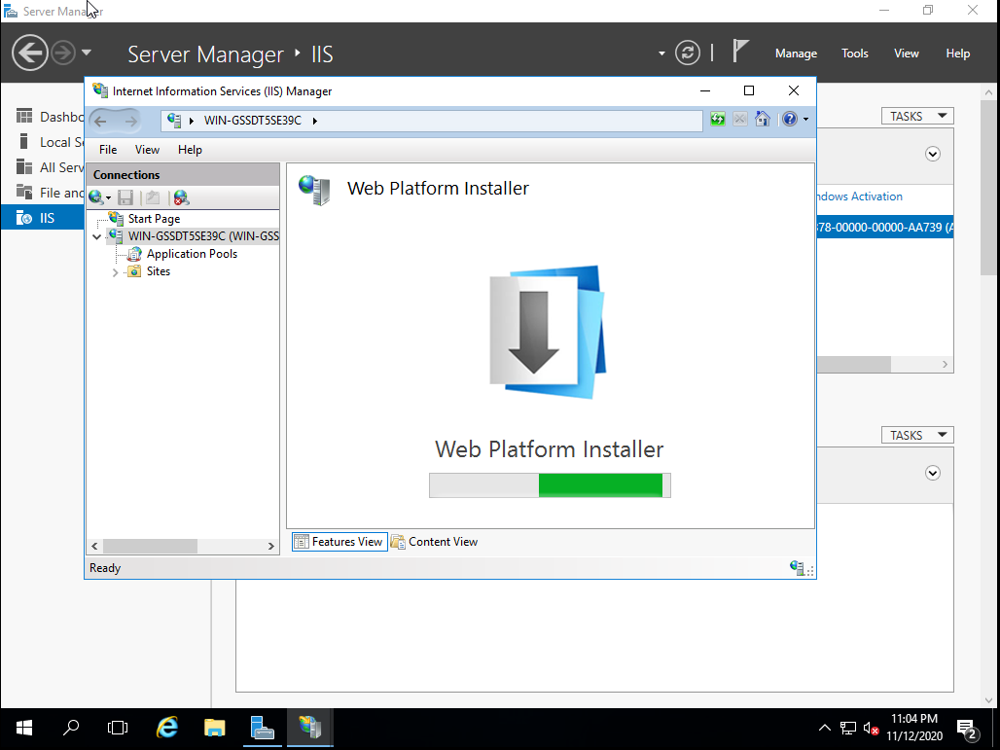 Server Manager
Server Manager IIS
Manage Tools View Help
Internet Information Services (IIS) Manager
WIN-GSSDT5SE39C
File View Help
Connections
Start Page
WIN-GSSDT5SE39C (WIN-GSS
Application Pools
Sites
Web Platform Installer
Web Platform Installer
Features View Content View
Ready
Dashbo
Local Se
All Serv
File and
IIS
TASKS
ndows Activation
378-00000-00000-AA739 (A
TASKS
11:04 PM
11/12/2020
2